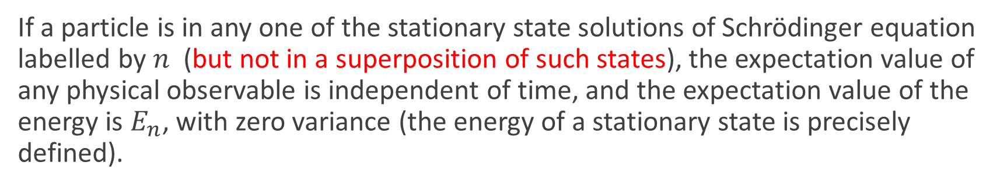 If a particle is in any one of the stationary state solutions of Schrödinger equation
labelled by n (but not in a superposition of such states), the expectation value of
any physical observable is independent of time, and the expectation value of the
energy is Eₙ, with zero variance (the energy of a stationary state is precisely
defined).